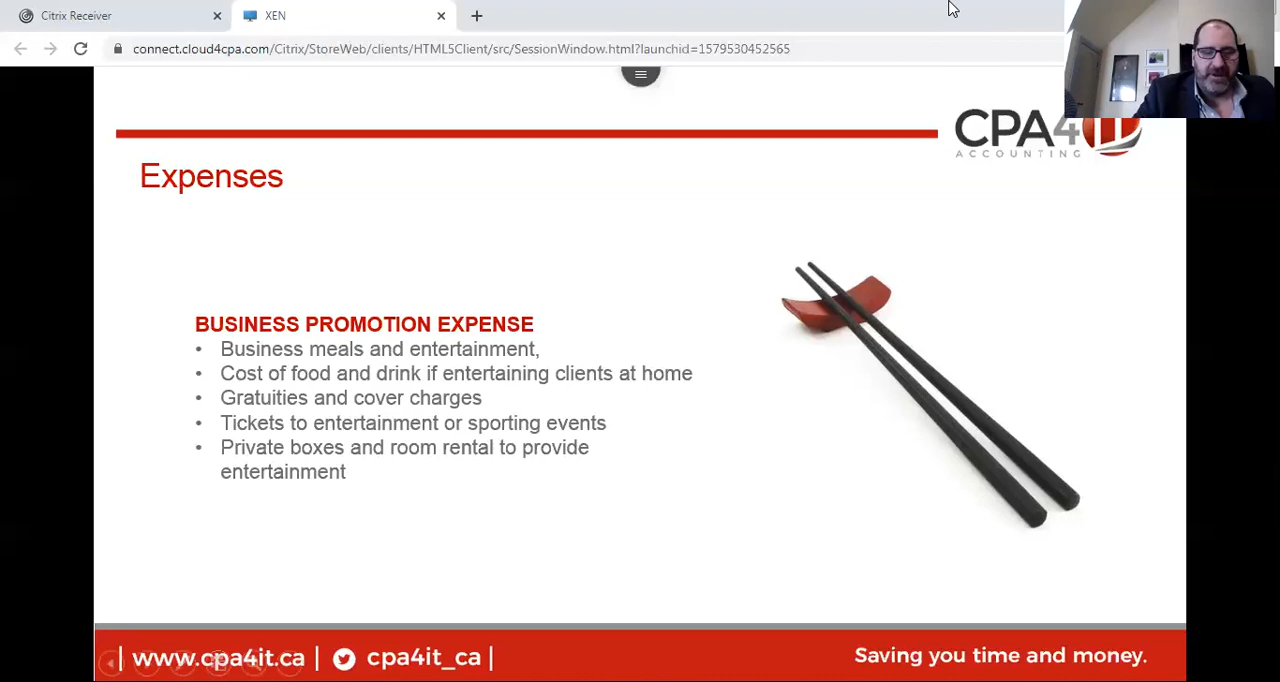 Citrix Receiver
XEN
connect.cloud4cpa.com/Citrix/StoreWeb/clients/HTML5Client/src/SessionWindow.html?launchid=1579530452565
CPA4IT
ACCOUNTING
Expenses
BUSINESS PROMOTION EXPENSE
• Business meals and entertainment,
• Cost of food and drink if entertaining clients at home
• Gratuities and cover charges
• Tickets to entertainment or sporting events
• Private boxes and room rental to provide
entertainment
| www.cpa4it.ca | cpa4it_ca |
Saving you time and money.